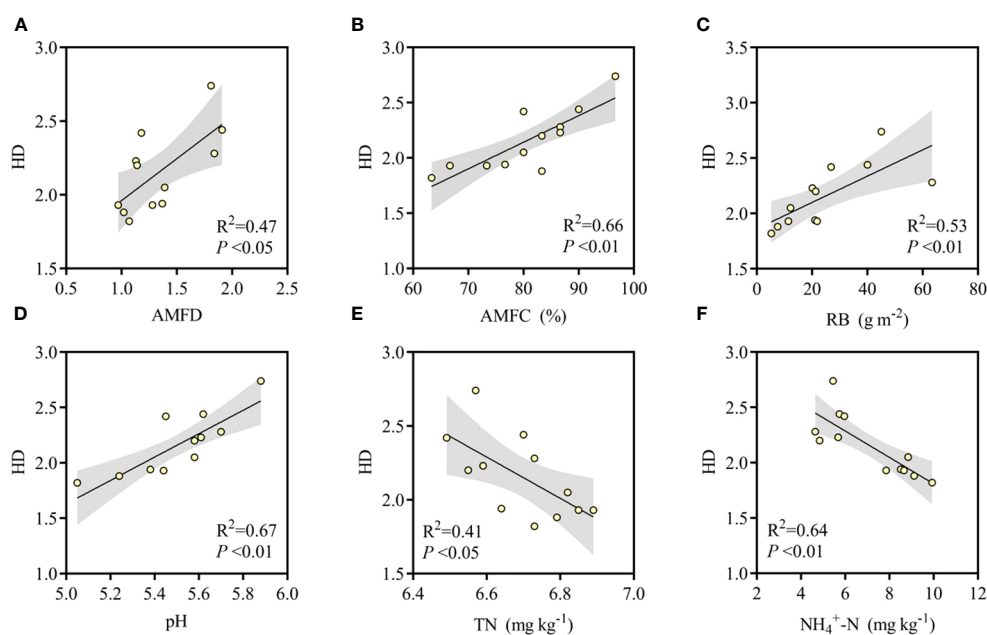 A
3.0
2.5
2.0
1.5
HD
R²=0.47
P <0.05
0.5 1.0 1.5 2.0 2.5
AMFD
B
3.0
2.5
2.0
1.5
1.0
HD
R²=0.66
P <0.01
60 70 80 90 100
AMFC (%)
C
3.5
3.0
2.5
2.0
1.5
HD
R²=0.53
P <0.01
0 20 40 60 80
RB (g m⁻²)
D
3.0
2.5
2.0
1.5
1.0
HD
R²=0.67
P <0.01
5.0 5.2 5.4 5.6 5.8 6.0
pH
E
3.0
2.5
2.0
1.5
HD
R²=0.41
P <0.05
6.4 6.6 6.8 7.0
TN (mg kg⁻¹)
F
3.0
2.5
2.0
1.5
1.0
HD
R²=0.64
P <0.01
2 4 6 8 10 12
NH₄⁺-N (mg kg⁻¹)